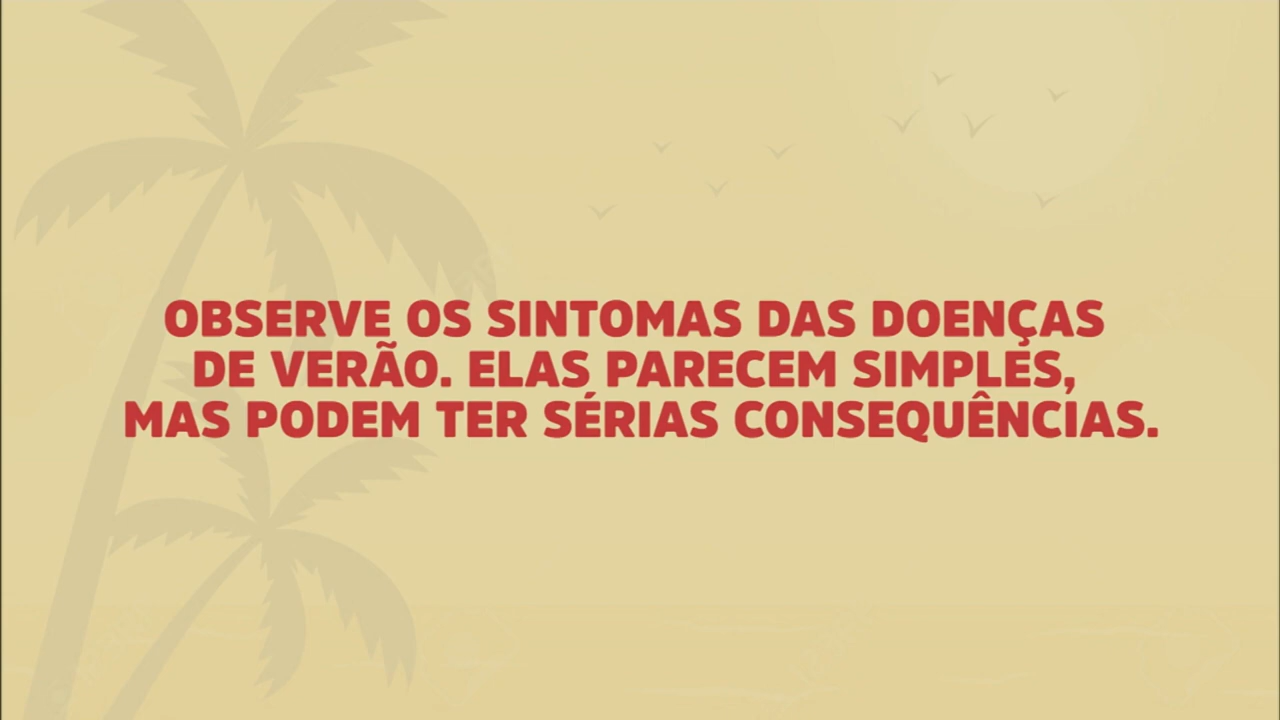 OBSERVE OS SINTOMAS DAS DOENÇAS
DE VERÃO. ELAS PARECEM SIMPLES,
MAS PODEM TER SÉRIAS CONSEQUÊNCIAS.